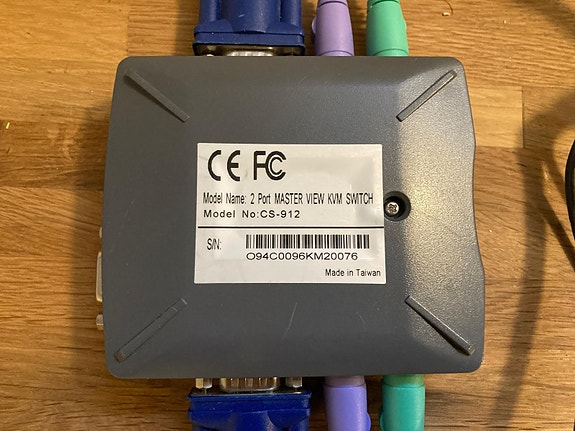 CE FC
Model Name: 2 Port MASTER VIEW KVM SWITCH
Model No:CS-912
S/N:
O94C0096KM20076
Made in Taiwan